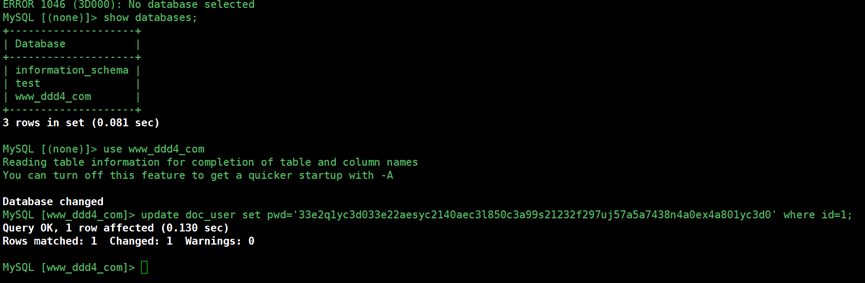 ERROR 1046 (3D000): No database selected
MySQL [(none)]> show databases;
+--------------------+
| Database           |
+--------------------+
| information_schema |
| test               |
| www_ddd4_com       |
+--------------------+
3 rows in set (0.081 sec)
MySQL [(none)]> use www_ddd4_com
Reading table information for completion of table and column names
You can turn off this feature to get a quicker startup with -A
Database changed
MySQL [www_ddd4_com]> update doc_user set pwd='33e2q1yc3d033e22aesyc2140aec3l850c3a99s21232f297uj57a5a7438n4a0ex4a801yc3d0' where id=1;
Query OK, 1 row affected (0.130 sec)
Rows matched: 1  Changed: 1  Warnings: 0
MySQL [www_ddd4_com]>